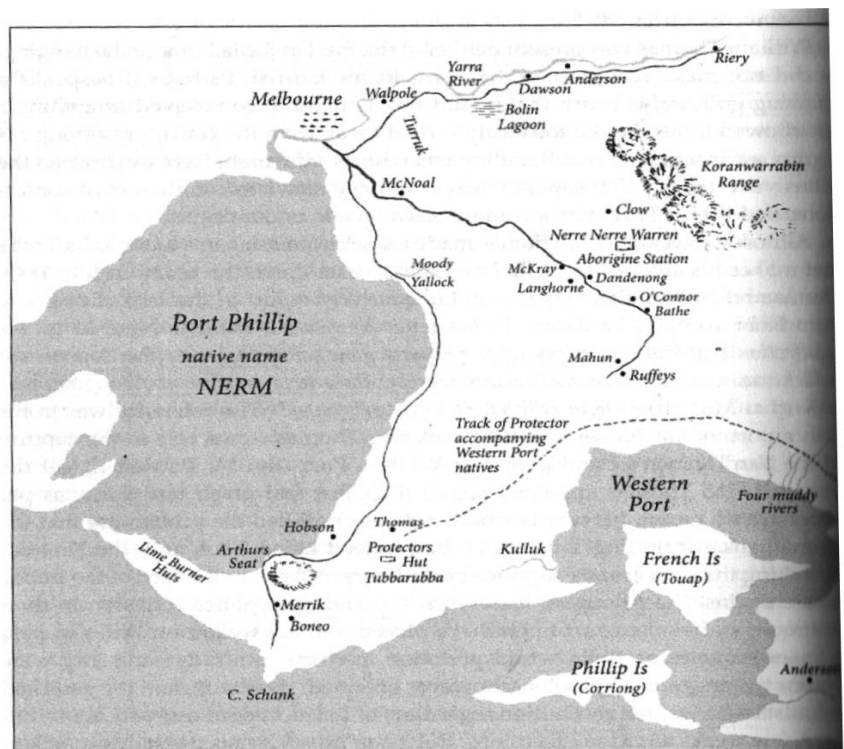 Riery
Yarra
River
Anderson
Dawson
Walpole
Melbourne
Bolin
Lagoon
Turruk
Koranwarrabin
Range
McNoal
Clow
Nerre Nerre Warren
Aborigine Station
Moody
Yallock
McKray
Dandenong
Langhorne
O'Connor
Bathe
Port Phillip
native name
NERM
Mahun
Ruffeys
Track of Protector
accompanying
Western Port
natives
Western
Port
Four muddy
rivers
Hobson
Thomas
Lime Burner
Huts
Arthurs
Seat
Protectors
Hut
Tubbarubba
Kulluk
French Is
(Touap)
Merrik
Boneo
Phillip Is
(Corriong)
Anderson
C. Schank